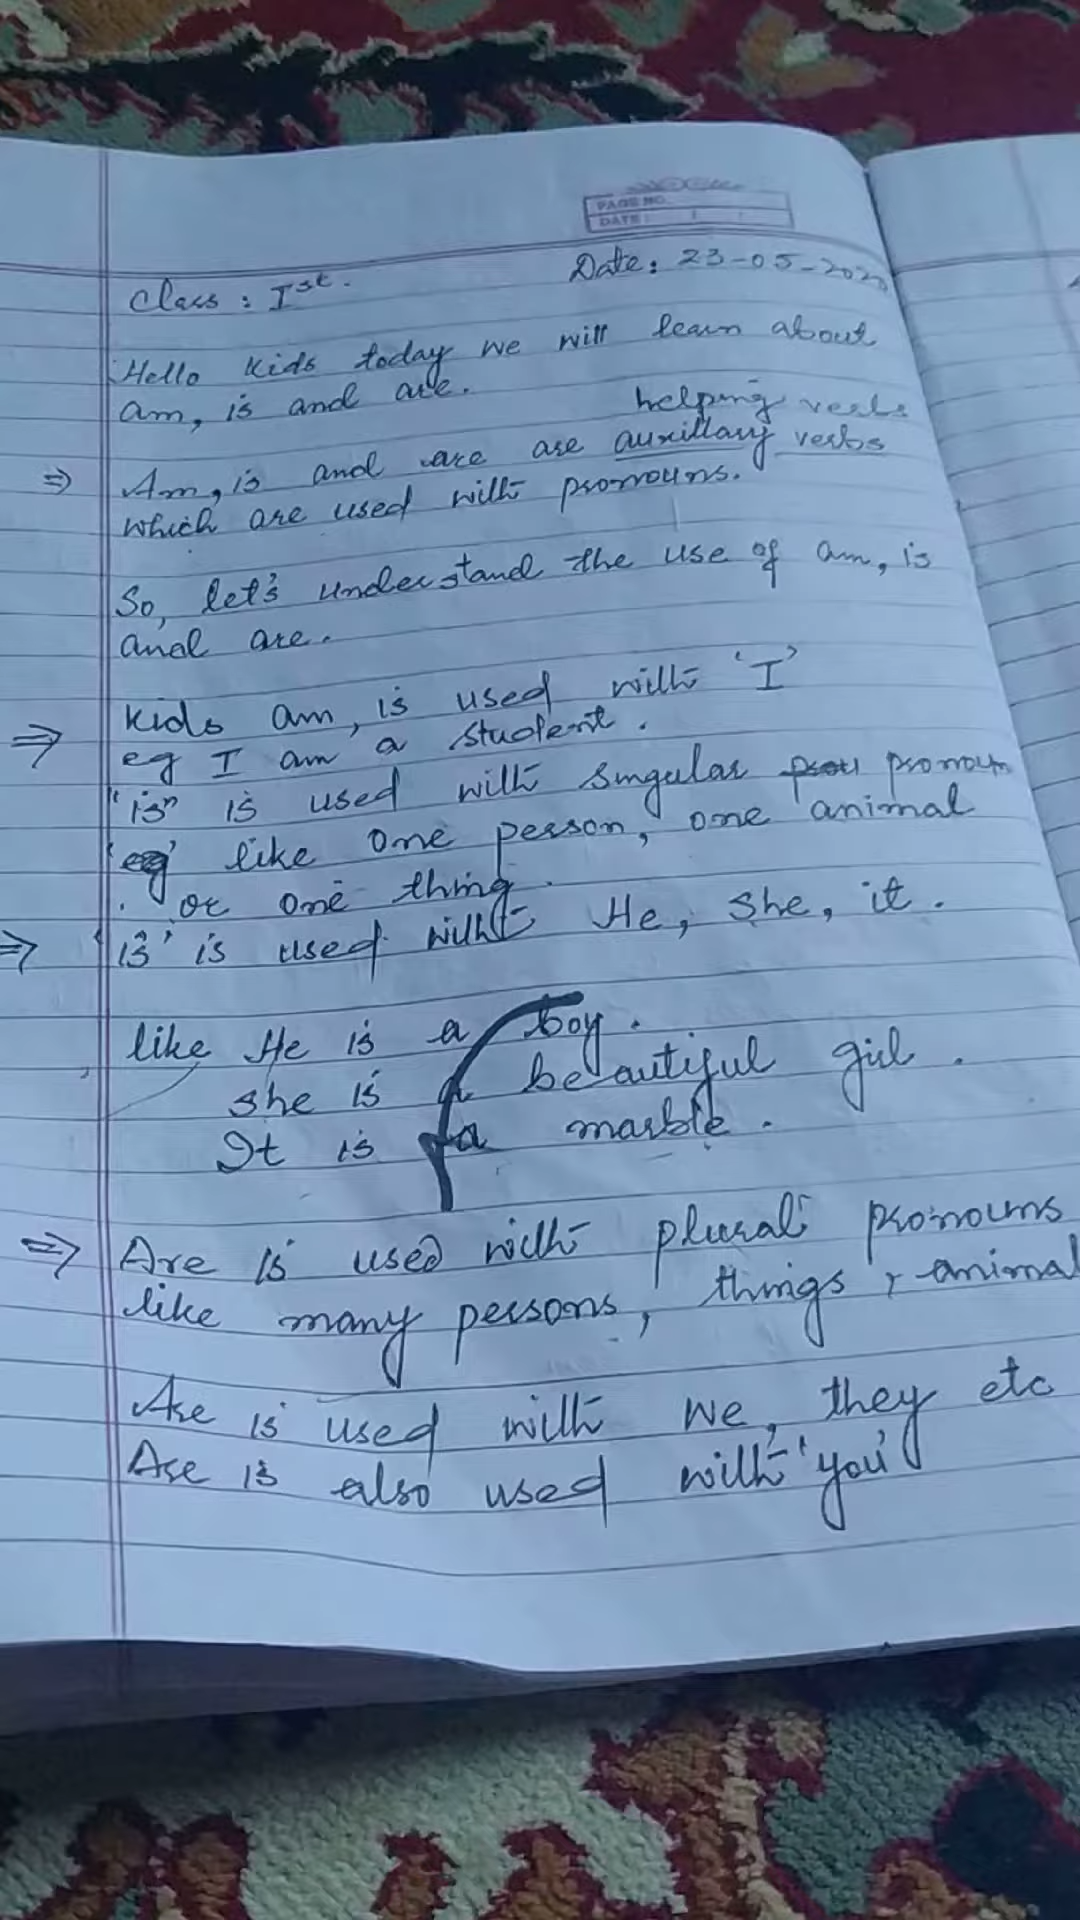 PAGE NO.
DATE:
Class : Ist.
Date: 23-05-2020
Hello kids today we will learn about
am, is and are.
helping verbs
⇒ Am, is and are are auxillary verbs
which are used with pronouns.
So, let's understand the use of am, is
and are.
⇒ kids am, is used with 'I'
eg I am a student.
"is" is used with singular pronoun
eg like one person, one animal
or one thing.
⇒ 'is' is used with He, she, it.
like He is a boy.
she is a beautiful girl.
It is a marble.
⇒ Are is used with plural pronouns
like many persons, things, animal
Are is used with we, they etc
Are is also used with 'you'